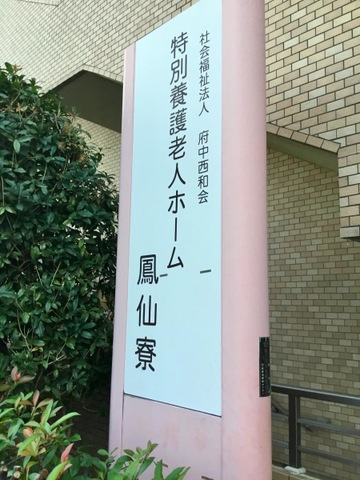 社会福祉法人 府中西和会
特別養護老人ホーム
鳳仙寮